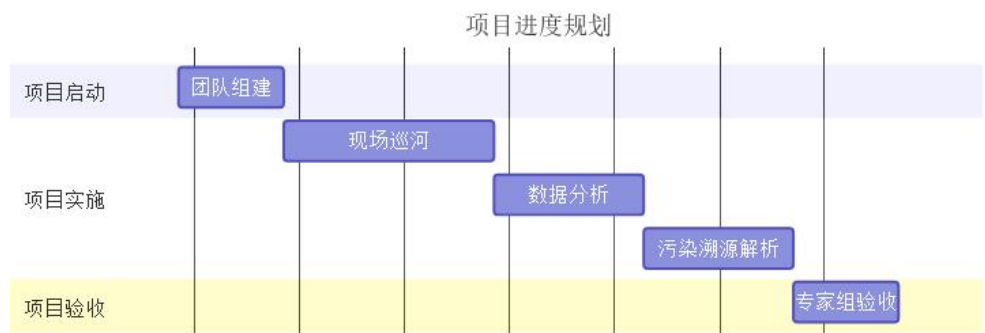 项目进度规划
项目启动
团队组建
现场巡河
项目实施
数据分析
污染溯源解析
项目验收
专家组验收